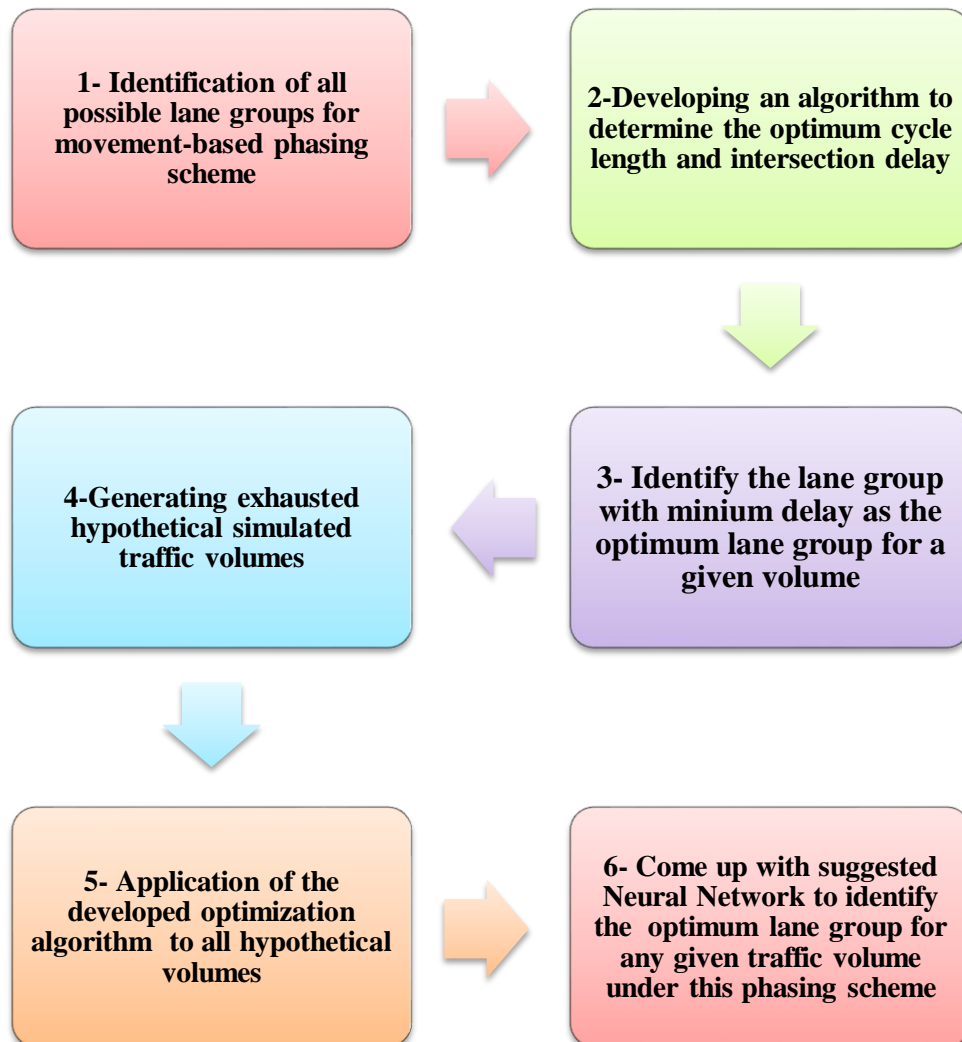 1- Identification of all
possible lane groups for
movement-based phasing
scheme
2-Developing an algorithm to
determine the optimum cycle
length and intersection delay
3- Identify the lane group
with minium delay as the
optimum lane group for a
given volume
4-Generating exhausted
hypothetical simulated
traffic volumes
5- Application of the
developed optimization
algorithm to all hypothetical
volumes
6- Come up with suggested
Neural Network to identify
the optimum lane group for
any given traffic volume
under this phasing scheme